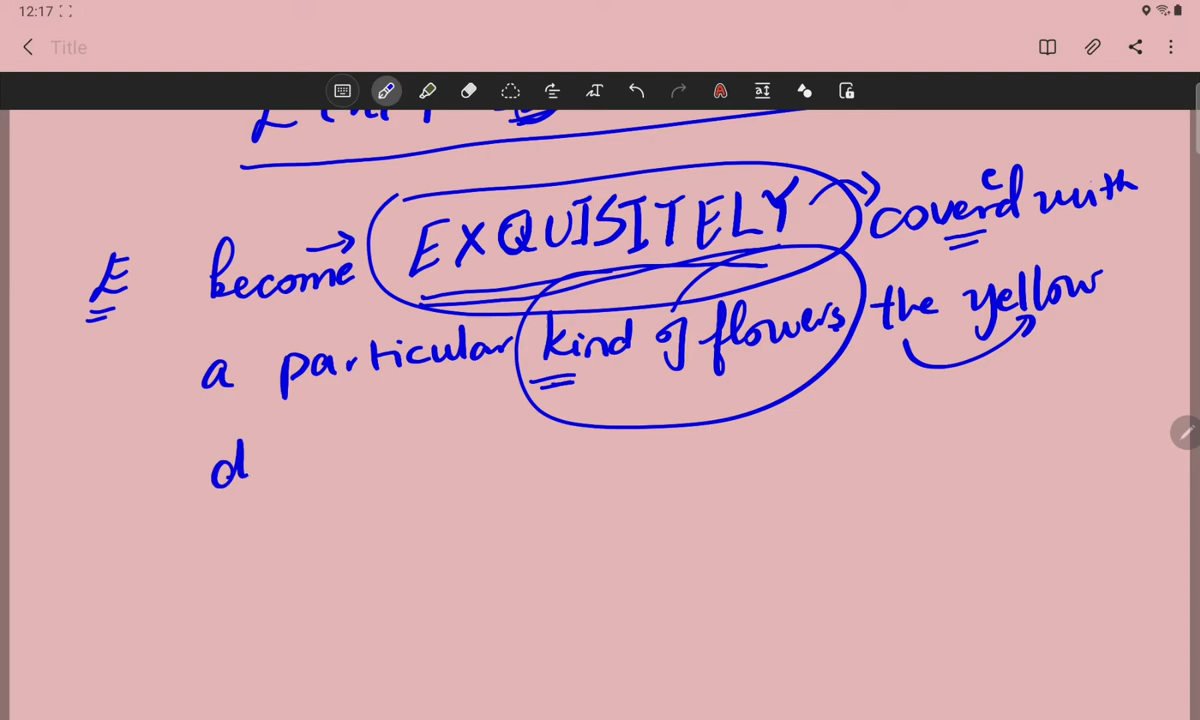 12:17
Title
E become EXQUISITELY covered with
a particular kind of flowers the yellow
d